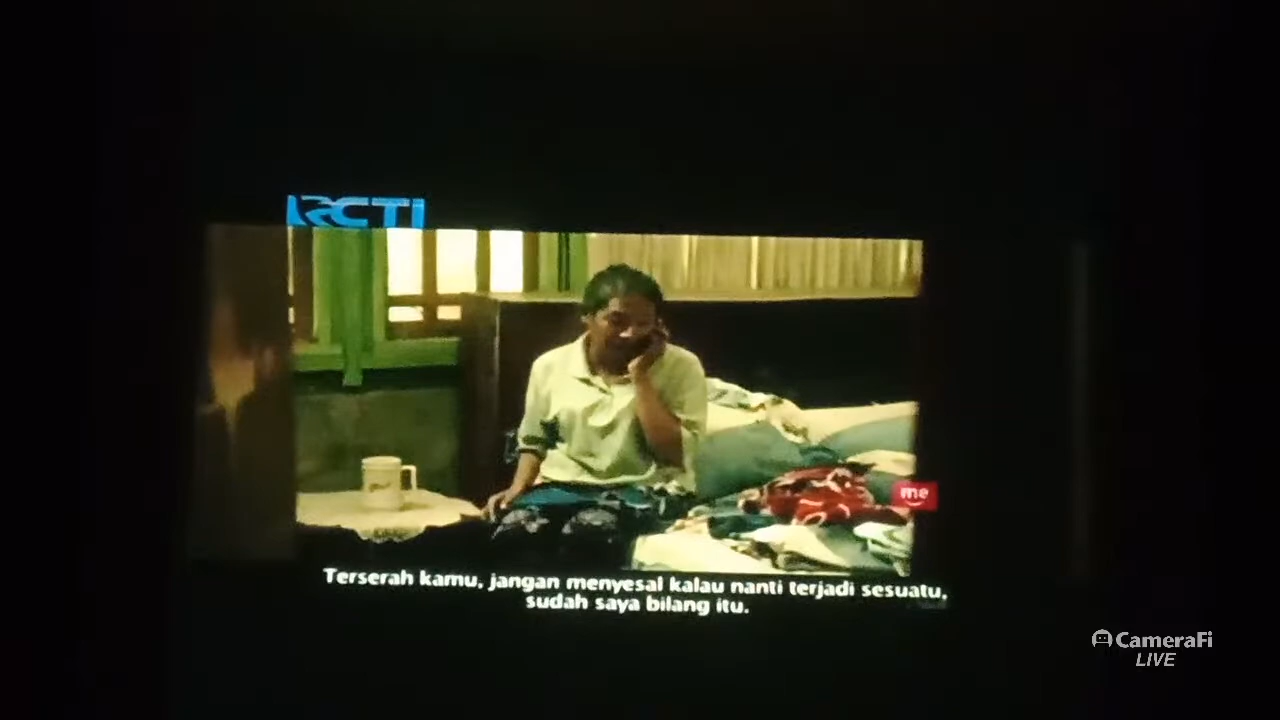 RCTI
me
Terserah kamu, jangan menyesal kalau nanti terjadi sesuatu,
sudah saya bilang itu.
CameraFi
LIVE